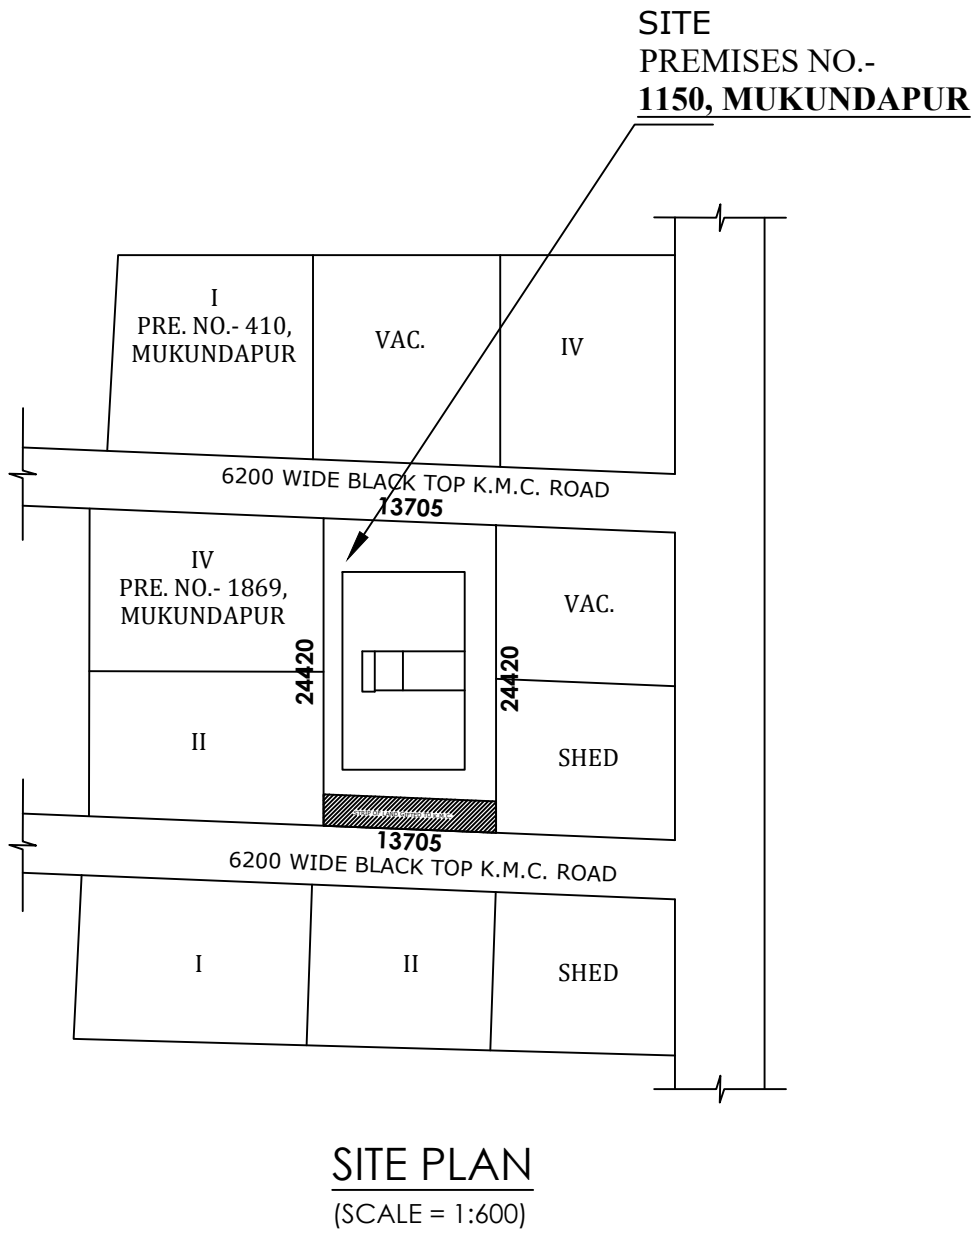 SITE
PREMISES NO.-
1150, MUKUNDAPUR
I
PRE. NO.- 410,
MUKUNDAPUR
VAC.
IV
6200 WIDE BLACK TOP K.M.C. ROAD
13705
IV
PRE. NO.- 1869,
MUKUNDAPUR
VAC.
24420
24420
II
SHED
13705
6200 WIDE BLACK TOP K.M.C. ROAD
I
II
SHED
SITE PLAN
(SCALE = 1:600)